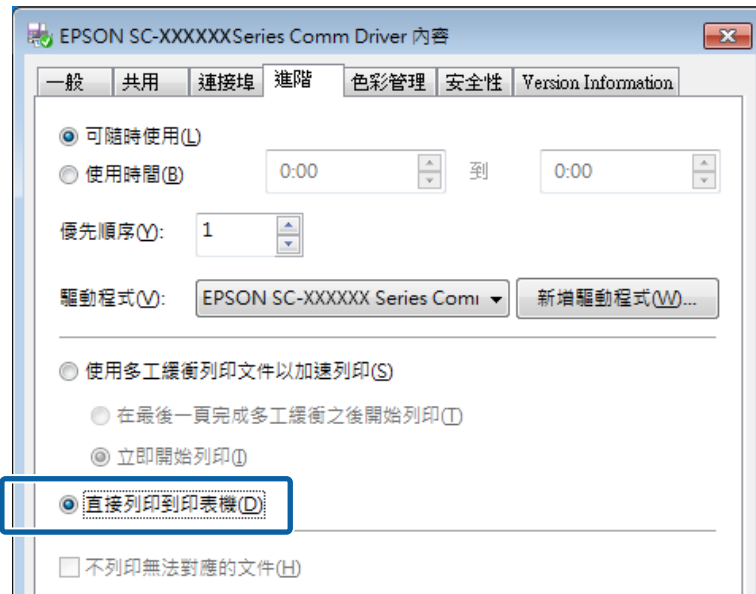 EPSON SC-XXXXXXSeries Comm Driver 內容
一般 共用 連接埠 進階 色彩管理 安全性 Version Information
可隨時使用(L)
使用時間(B) 0:00 到 0:00
優先順序(Y): 1
驅動程式(V): EPSON SC-XXXXXX Series Comr 新增驅動程式(W)...
使用多工緩衝列印文件以加速列印(S)
在最後一頁完成多工緩衝之後開始列印(T)
立即開始列印(I)
直接列印到印表機(D)
不列印無法對應的文件(H)